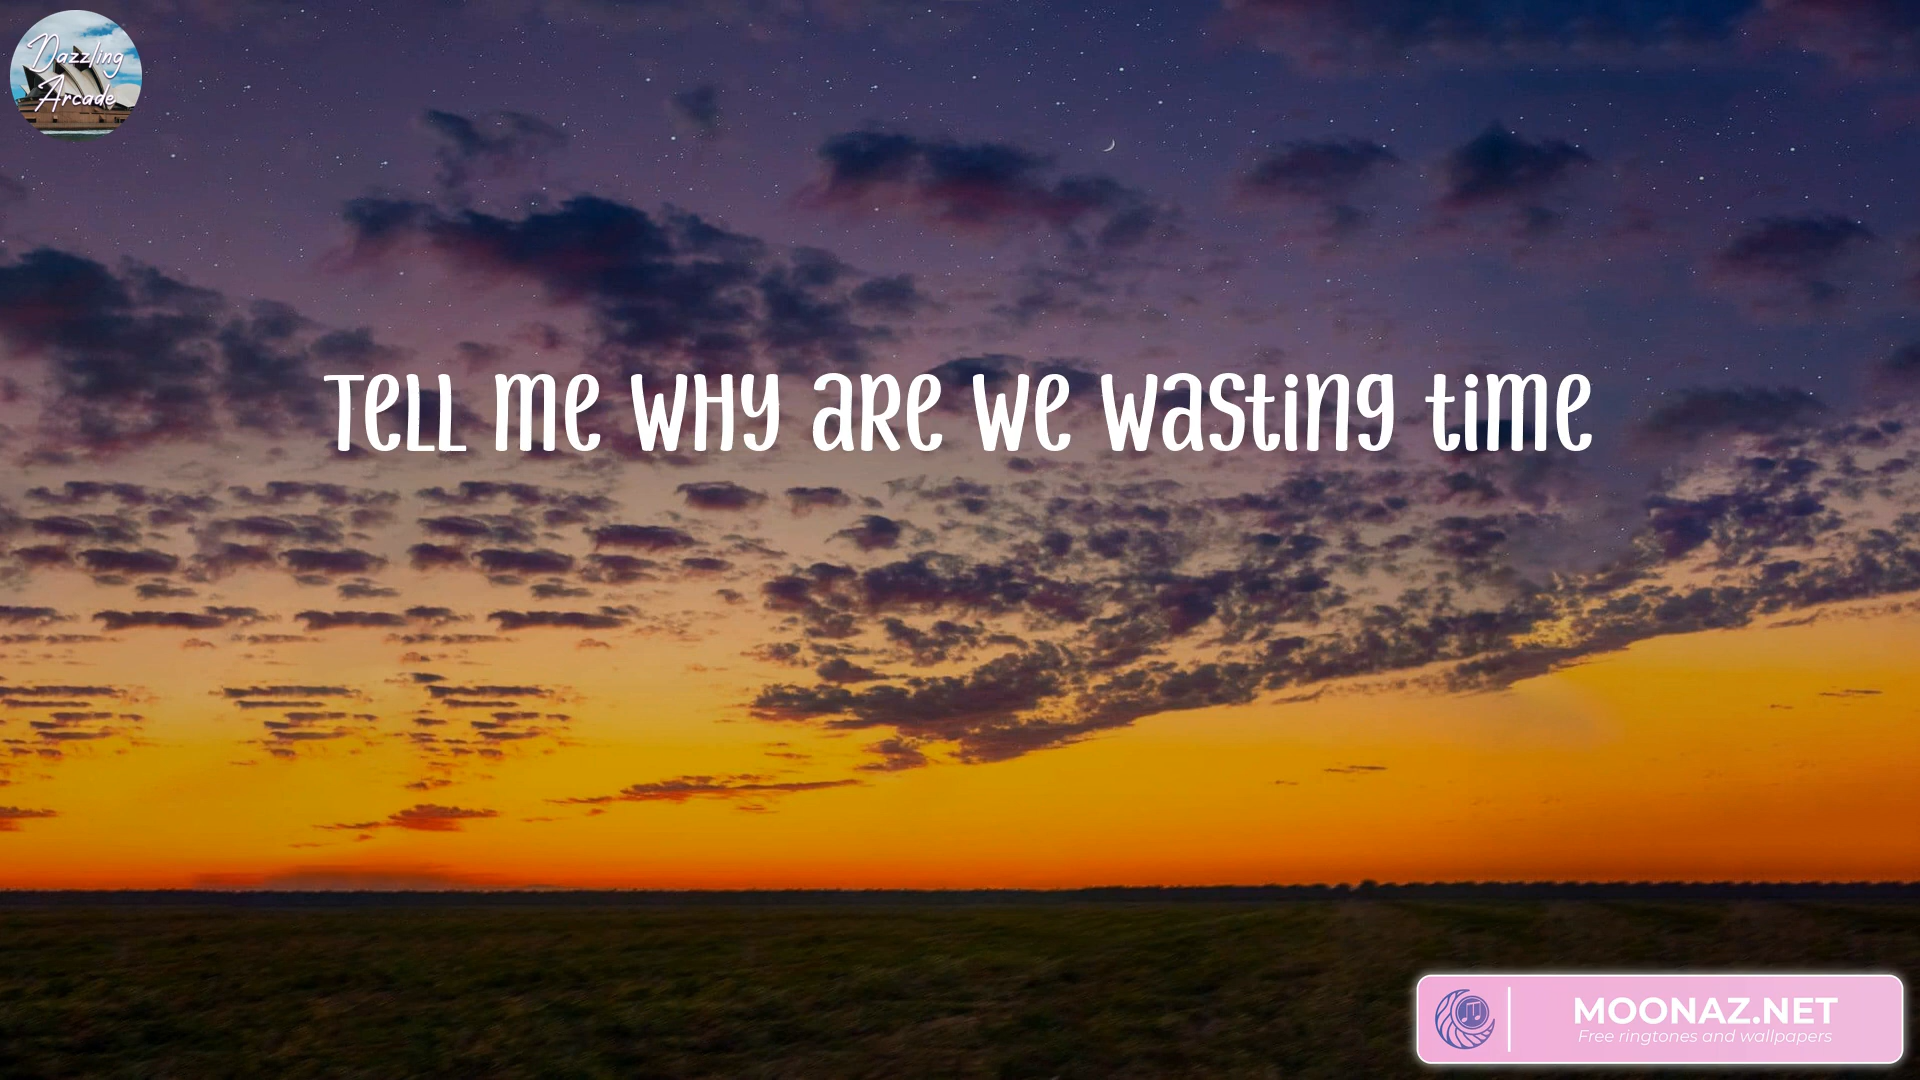 Dazzling
Arcade
Tell me why are we wasting time
MOONAZ.NET
Free ringtones and wallpapers